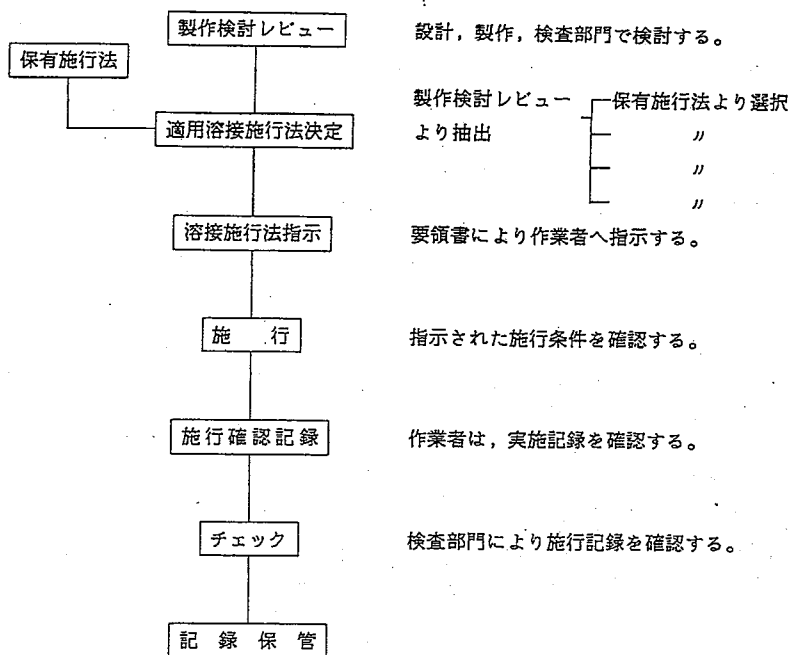 製作検討レビュー
設計，製作，検査部門で検討する。
保有施行法
製作検討レビュー
保有施行法より選択
適用溶接施行法決定
より抽出
〃
〃
〃
溶接施行法指示
要領書により作業者へ指示する。
施 行
指示された施行条件を確認する。
施行確認記録
作業者は，実施記録を確認する。
チェック
検査部門により施行記録を確認する。
記 録 保 管